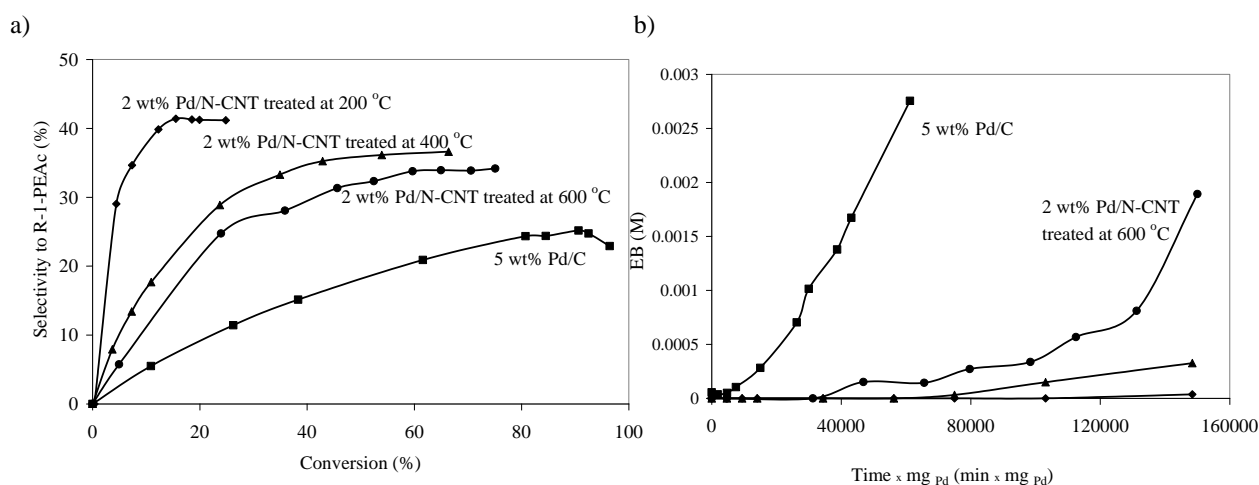 a)
50
40
30
20
10
0
Selectivity to R-1-PEAc (%)
2 wt% Pd/N-CNT treated at 200 °C
2 wt% Pd/N-CNT treated at 400 °C
2 wt% Pd/N-CNT treated at 600 °C
5 wt% Pd/C
0 20 40 60 80 100
Conversion (%)
b)
0.003
0.0025
0.002
0.0015
0.001
0.0005
0
EB (M)
5 wt% Pd/C
2 wt% Pd/N-CNT
treated at 600 °C
0 40000 80000 120000 160000
Time x mg Pd (min x mg Pd)